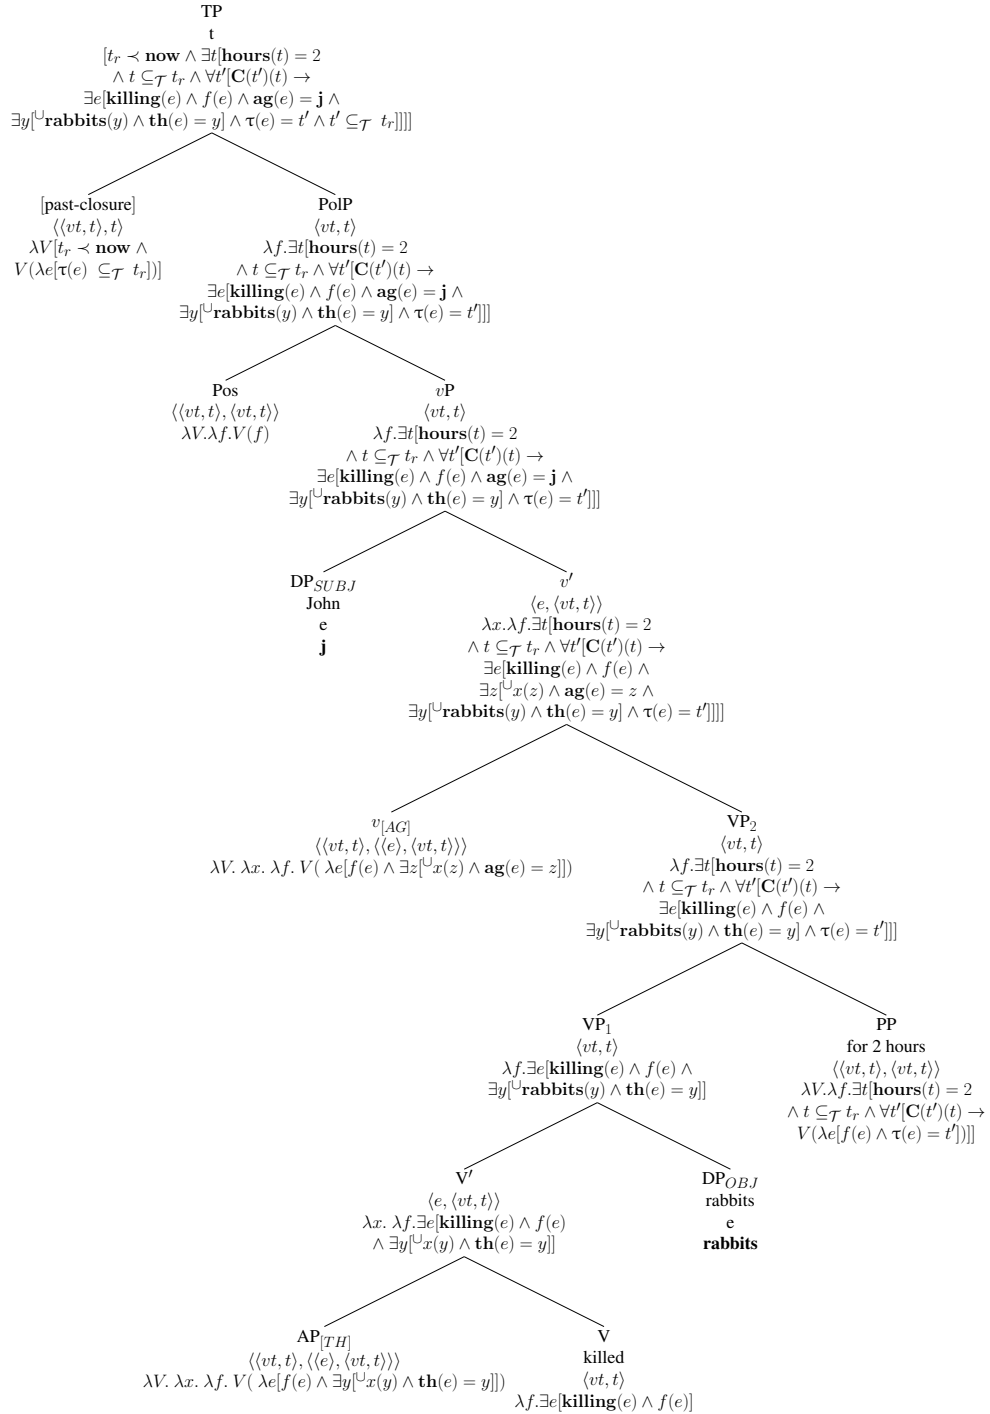 TP
t
[t_r ≺ now ∧ ∃t[hours(t) = 2
∧ t ⊆_𝒯 t_r ∧ ∀t′[C(t′)(t) →
∃e[killing(e) ∧ f(e) ∧ ag(e) = j ∧
∃y[^∪rabbits(y) ∧ th(e) = y] ∧ τ(e) = t′ ∧ t′ ⊆_𝒯 t_r]]]]
[past-closure]
⟨⟨vt, t⟩, t⟩
λV[t_r ≺ now ∧
V(λe[τ(e) ⊆_𝒯 t_r])]
PolP
⟨vt, t⟩
λf.∃t[hours(t) = 2
∧ t ⊆_𝒯 t_r ∧ ∀t′[C(t′)(t) →
∃e[killing(e) ∧ f(e) ∧ ag(e) = j ∧
∃y[^∪rabbits(y) ∧ th(e) = y] ∧ τ(e) = t′]]]
Pos
⟨⟨vt, t⟩, ⟨vt, t⟩⟩
λV.λf.V(f)
vP
⟨vt, t⟩
λf.∃t[hours(t) = 2
∧ t ⊆_𝒯 t_r ∧ ∀t′[C(t′)(t) →
∃e[killing(e) ∧ f(e) ∧ ag(e) = j ∧
∃y[^∪rabbits(y) ∧ th(e) = y] ∧ τ(e) = t′]]]
DP_SUBJ
John
e
j
v′
⟨e, ⟨vt, t⟩⟩
λx.λf.∃t[hours(t) = 2
∧ t ⊆_𝒯 t_r ∧ ∀t′[C(t′)(t) →
∃e[killing(e) ∧ f(e) ∧
∃z[^∪x(z) ∧ ag(e) = z ∧
∃y[^∪rabbits(y) ∧ th(e) = y] ∧ τ(e) = t′]]]]
v_[AG]
⟨⟨vt, t⟩, ⟨⟨e⟩, ⟨vt, t⟩⟩⟩
λV. λx. λf. V( λe[f(e) ∧ ∃z[^∪x(z) ∧ ag(e) = z]])
VP_2
⟨vt, t⟩
λf.∃t[hours(t) = 2
∧ t ⊆_𝒯 t_r ∧ ∀t′[C(t′)(t) →
∃e[killing(e) ∧ f(e) ∧
∃y[^∪rabbits(y) ∧ th(e) = y] ∧ τ(e) = t′]]]
VP_1
⟨vt, t⟩
λf.∃e[killing(e) ∧ f(e) ∧
∃y[^∪rabbits(y) ∧ th(e) = y]]
PP
for 2 hours
⟨⟨vt, t⟩, ⟨vt, t⟩⟩
λV.λf.∃t[hours(t) = 2
∧ t ⊆_𝒯 t_r ∧ ∀t′[C(t′)(t) →
V(λe[f(e) ∧ τ(e) = t′])]]
V′
⟨e, ⟨vt, t⟩⟩
λx. λf.∃e[killing(e) ∧ f(e)
∧ ∃y[^∪x(y) ∧ th(e) = y]]
DP_OBJ
rabbits
e
rabbits
AP_[TH]
⟨⟨vt, t⟩, ⟨⟨e⟩, ⟨vt, t⟩⟩⟩
λV. λx. λf. V( λe[f(e) ∧ ∃y[^∪x(y) ∧ th(e) = y]])
V
killed
⟨vt, t⟩
λf.∃e[killing(e) ∧ f(e)]